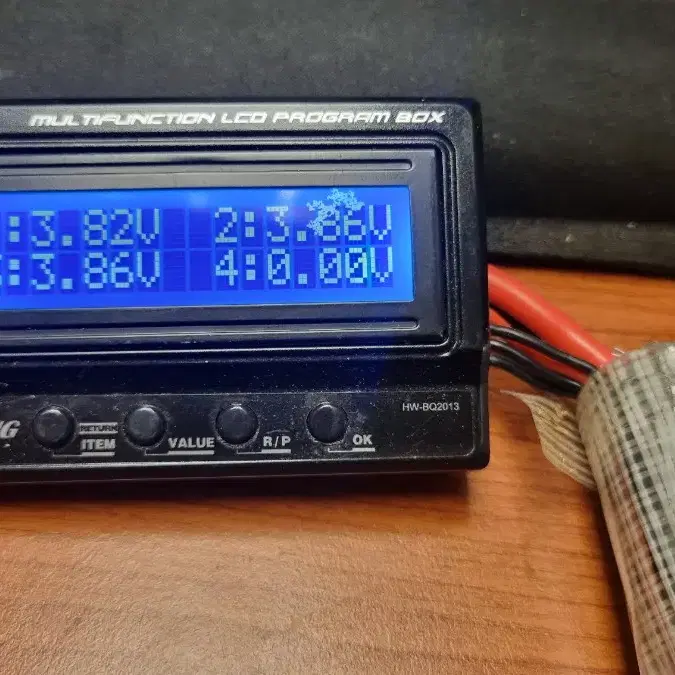 MULTIFUNCTION LCD PROGRAM BOX
:3.82V 2:3.86V
:3.86V 4:0.00V
HW-BQ2013
RETURN
ITEM VALUE R/P OK